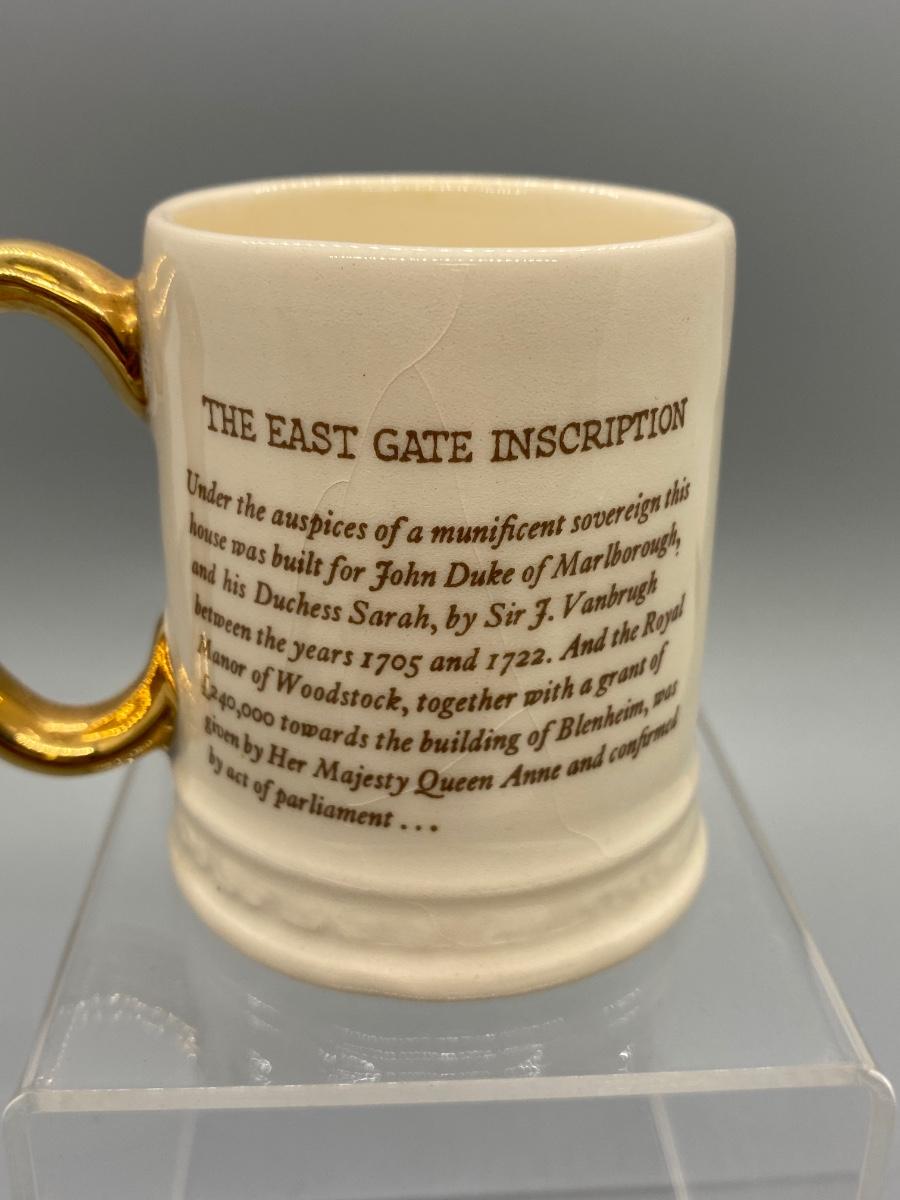 THE EAST GATE INSCRIPTION
Under the auspices of a munificent sovereign this
house was built for John Duke of Marlborough,
and his Duchess Sarah, by Sir J. Vanbrugh
between the years 1705 and 1722. And the Royal
Manor of Woodstock, together with a grant of
£240,000 towards the building of Blenheim, was
given by Her Majesty Queen Anne and confirmed
by act of parliament ...